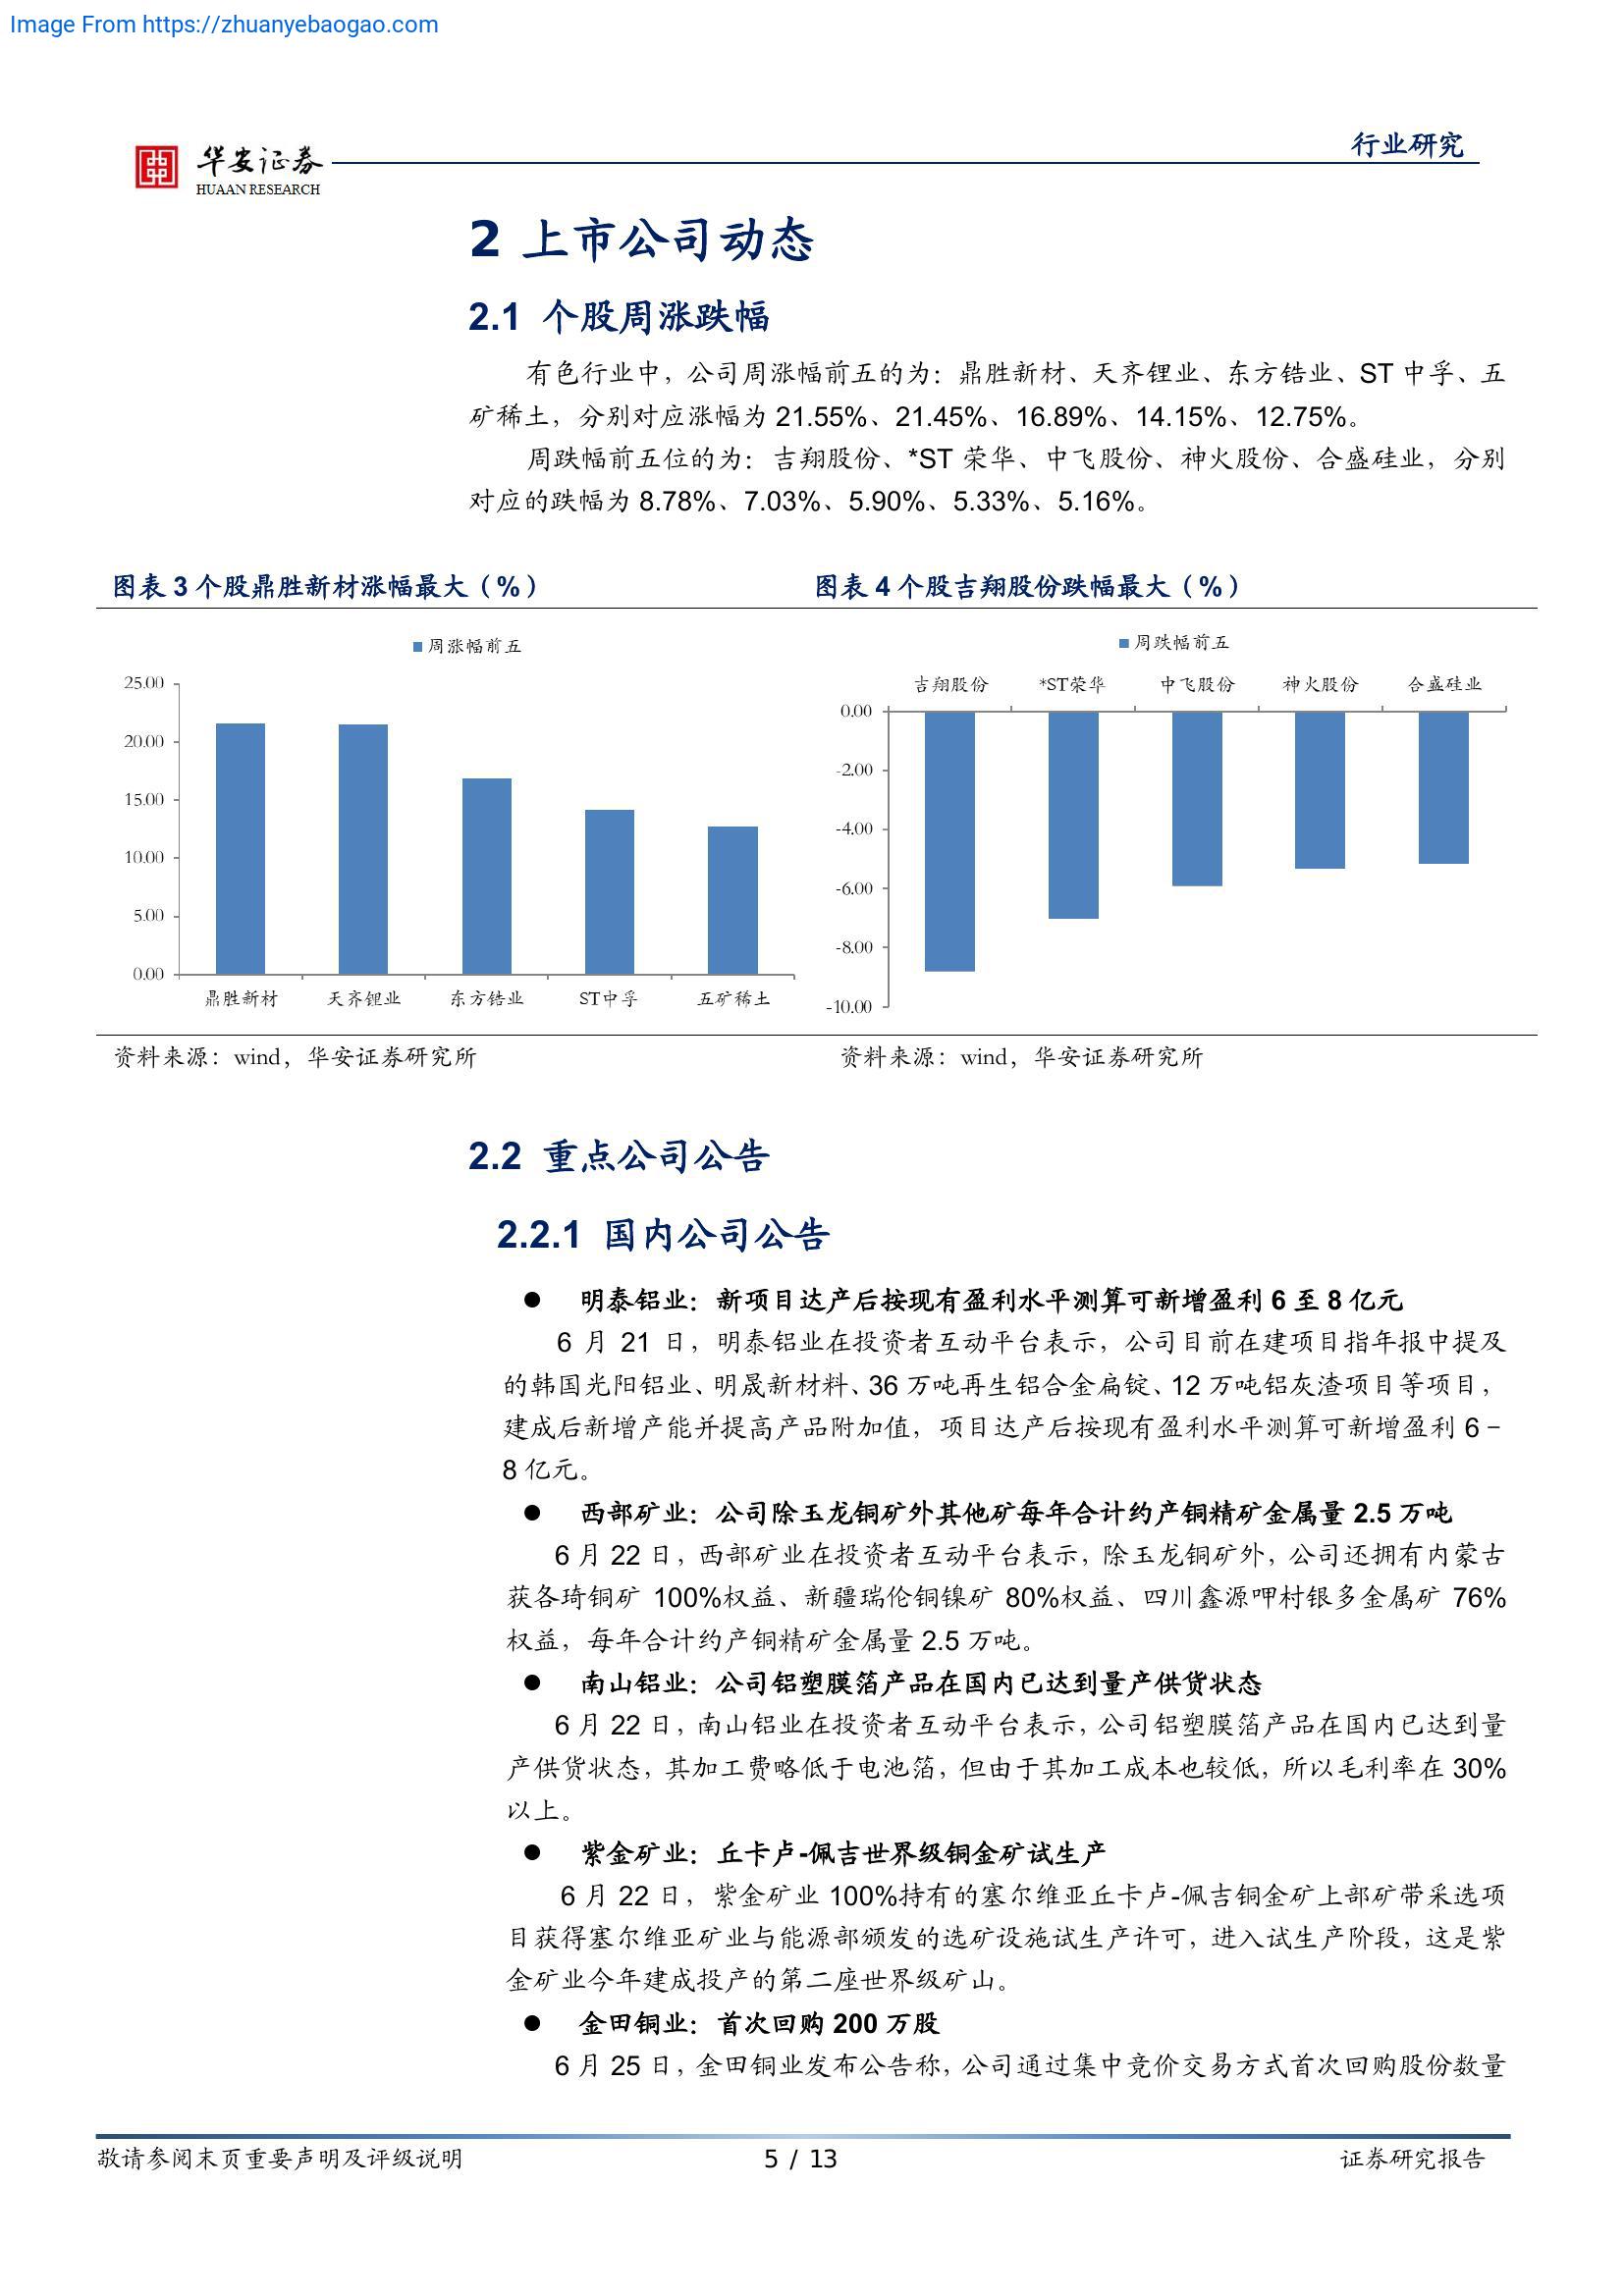 Image From https://zhuanyebaogao.com
华安证券
HUAAN RESEARCH
行业研究
2 上市公司动态
2.1 个股周涨跌幅
有色行业中，公司周涨幅前五的为：鼎胜新材、天齐锂业、东方锆业、ST 中孚、五
矿稀土，分别对应涨幅为 21.55%、21.45%、16.89%、14.15%、12.75%。
周跌幅前五位的为：吉翔股份、*ST 荣华、中飞股份、神火股份、合盛硅业，分别
对应的跌幅为 8.78%、7.03%、5.90%、5.33%、5.16%。
图表 3 个股鼎胜新材涨幅最大（%）
周涨幅前五
25.00
20.00
15.00
10.00
5.00
0.00
鼎胜新材 天齐锂业 东方锆业 ST中孚 五矿稀土
资料来源：wind，华安证券研究所
图表 4 个股吉翔股份跌幅最大（%）
周跌幅前五
吉翔股份 *ST荣华 中飞股份 神火股份 合盛硅业
0.00
-2.00
-4.00
-6.00
-8.00
-10.00
资料来源：wind，华安证券研究所
2.2 重点公司公告
2.2.1 国内公司公告
● 明泰铝业：新项目达产后按现有盈利水平测算可新增盈利 6 至 8 亿元
6 月 21 日，明泰铝业在投资者互动平台表示，公司目前在建项目指年报中提及
的韩国光阳铝业、明晟新材料、36 万吨再生铝合金扁锭、12 万吨铝灰渣项目等项目，
建成后新增产能并提高产品附加值，项目达产后按现有盈利水平测算可新增盈利 6－
8 亿元。
● 西部矿业：公司除玉龙铜矿外其他矿每年合计约产铜精矿金属量 2.5 万吨
6 月 22 日，西部矿业在投资者互动平台表示，除玉龙铜矿外，公司还拥有内蒙古
获各琦铜矿 100%权益、新疆瑞伦铜镍矿 80%权益、四川鑫源呷村银多金属矿 76%
权益，每年合计约产铜精矿金属量 2.5 万吨。
● 南山铝业：公司铝塑膜箔产品在国内已达到量产供货状态
6 月 22 日，南山铝业在投资者互动平台表示，公司铝塑膜箔产品在国内已达到量
产供货状态，其加工费略低于电池箔，但由于其加工成本也较低，所以毛利率在 30%
以上。
● 紫金矿业：丘卡卢-佩吉世界级铜金矿试生产
6 月 22 日，紫金矿业 100%持有的塞尔维亚丘卡卢-佩吉铜金矿上部矿带采选项
目获得塞尔维亚矿业与能源部颁发的选矿设施试生产许可，进入试生产阶段，这是紫
金矿业今年建成投产的第二座世界级矿山。
● 金田铜业：首次回购 200 万股
6 月 25 日，金田铜业发布公告称，公司通过集中竞价交易方式首次回购股份数量
敬请参阅末页重要声明及评级说明
5 / 13
证券研究报告